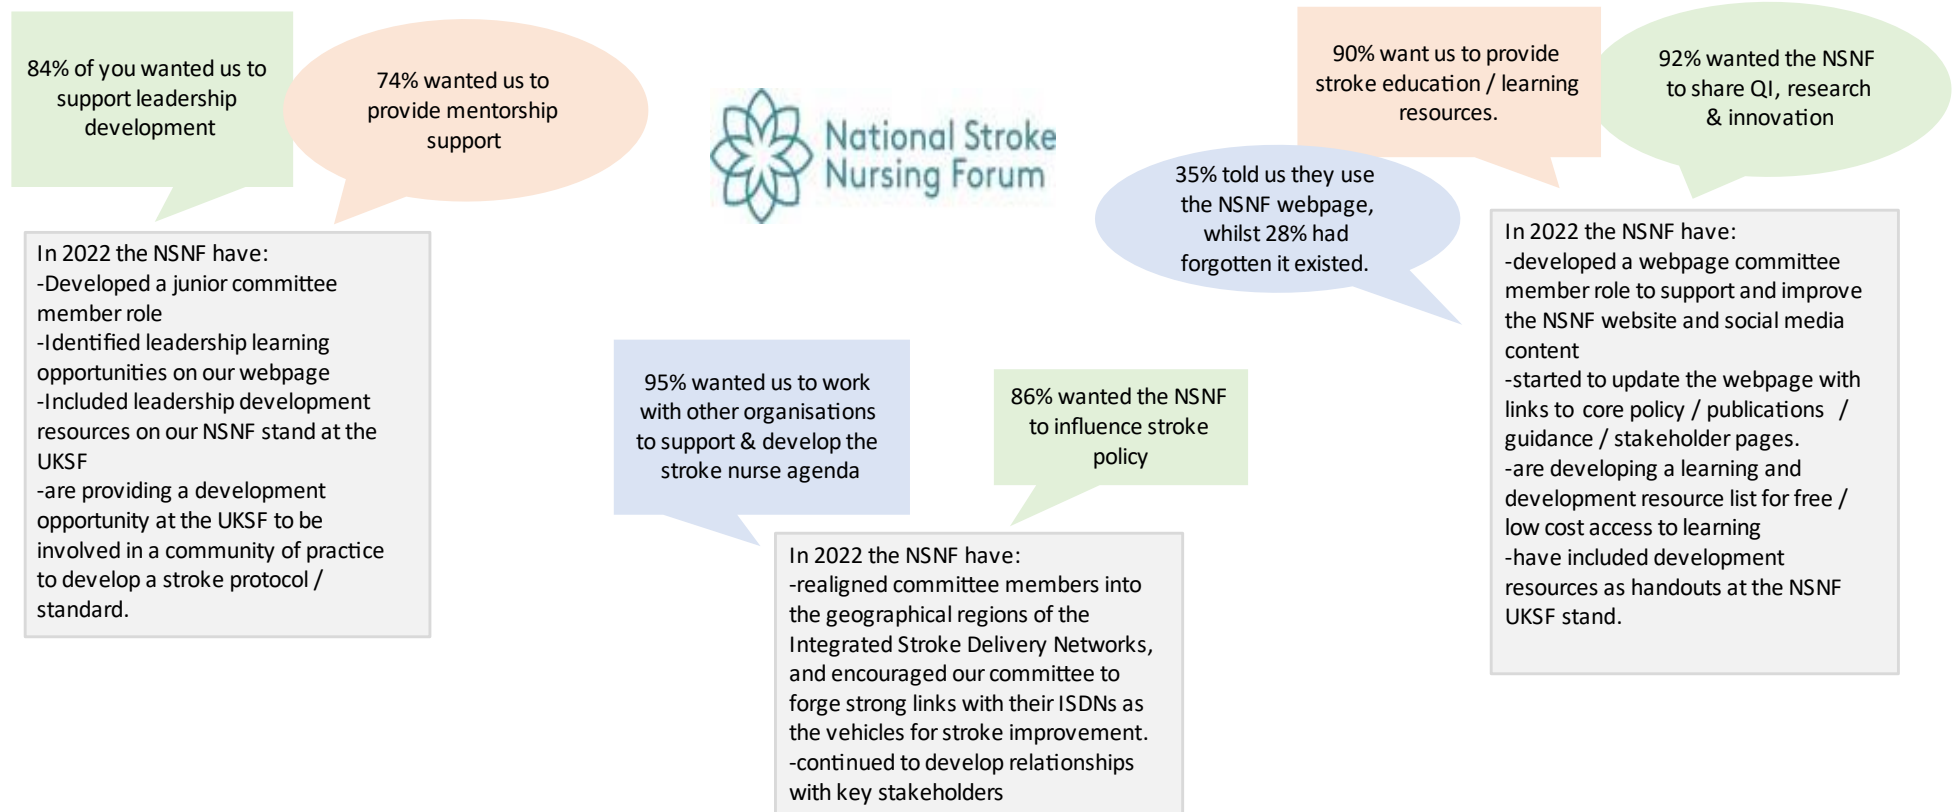 84% of you wanted us to
support leadership
development
74% wanted us to
provide mentorship
support
National Stroke
Nursing Forum
90% want us to provide
stroke education / learning
resources.
92% wanted the NSNF
to share QI, research
& innovation
35% told us they use
the NSNF webpage,
whilst 28% had
forgotten it existed.
In 2022 the NSNF have:
-Developed a junior committee
member role
-Identified leadership learning
opportunities on our webpage
-Included leadership development
resources on our NSNF stand at the
UKSF
-are providing a development
opportunity at the UKSF to be
involved in a community of practice
to develop a stroke protocol /
standard.
95% wanted us to work
with other organisations
to support & develop the
stroke nurse agenda
86% wanted the NSNF
to influence stroke
policy
In 2022 the NSNF have:
-realigned committee members into
the geographical regions of the
Integrated Stroke Delivery Networks,
and encouraged our committee to
forge strong links with their ISDNs as
the vehicles for stroke improvement.
-continued to develop relationships
with key stakeholders
In 2022 the NSNF have:
-developed a webpage committee
member role to support and improve
the NSNF website and social media
content
-started to update the webpage with
links to core policy / publications /
guidance / stakeholder pages.
-are developing a learning and
development resource list for free /
low cost access to learning
-have included development
resources as handouts at the NSNF
UKSF stand.